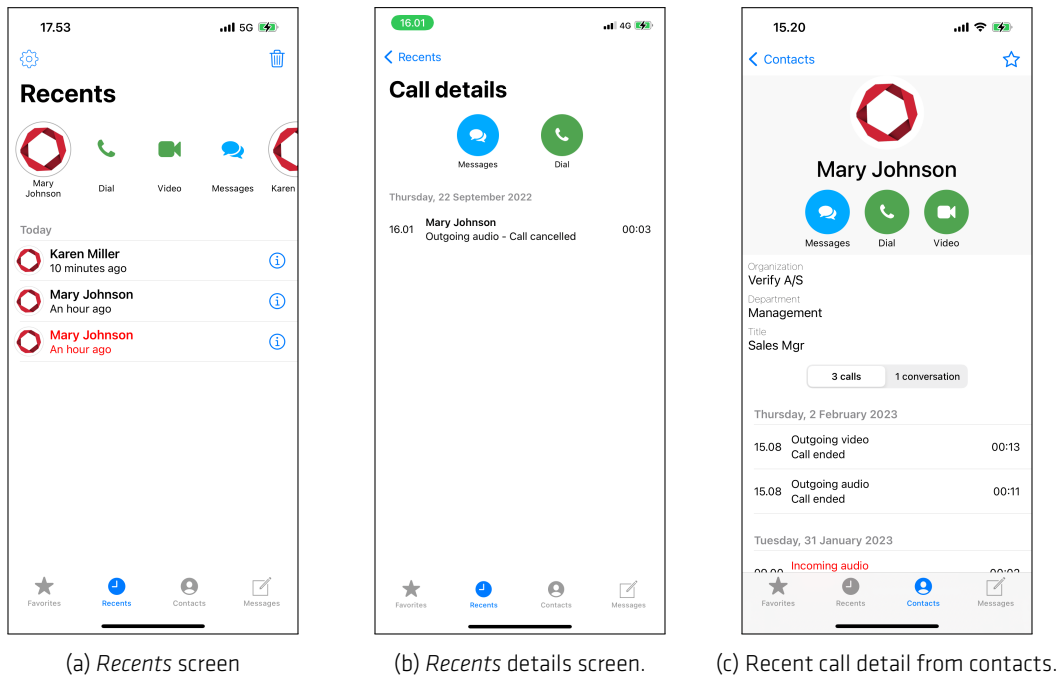 17.53
5G
Recents
Mary
Johnson
Dial
Video
Messages
Karen
Today
Karen Miller
10 minutes ago
Mary Johnson
An hour ago
Mary Johnson
An hour ago
Favorites
Recents
Contacts
Messages
(a) Recents screen
16.01
4G
Recents
Call details
Messages
Dial
Thursday, 22 September 2022
16.01
Mary Johnson
Outgoing audio - Call cancelled
00:03
Favorites
Recents
Contacts
Messages
(b) Recents details screen.
15.20
Contacts
Mary Johnson
Messages
Dial
Video
Organization
Verify A/S
Department
Management
Title
Sales Mgr
3 calls
1 conversation
Thursday, 2 February 2023
15.08
Outgoing video
Call ended
00:13
15.08
Outgoing audio
Call ended
00:11
Tuesday, 31 January 2023
Incoming audio
Favorites
Recents
Contacts
Messages
(c) Recent call detail from contacts.